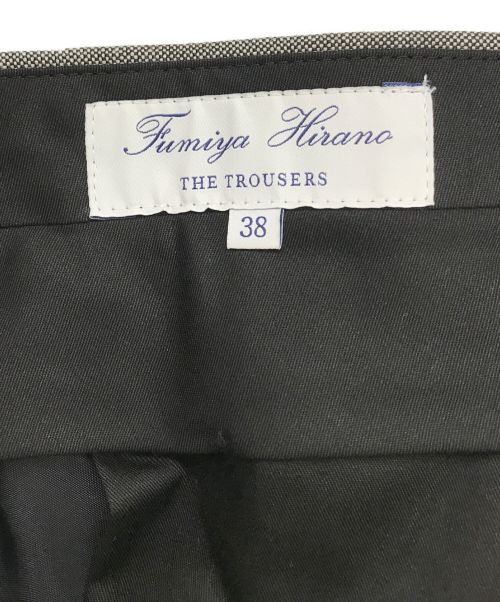 Fumiya Hirano
THE TROUSERS
38